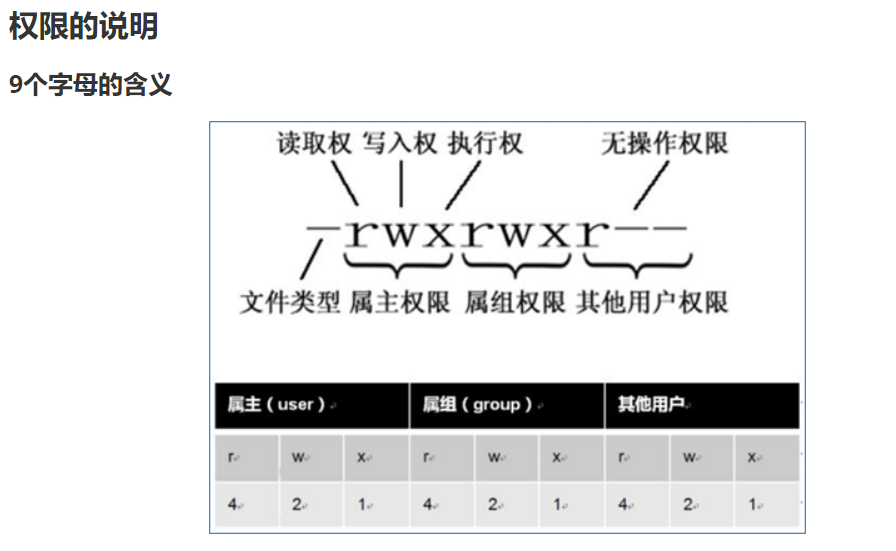 权限的说明
9个字母的含义
读取权 写入权 执行权 无操作权限
-rwxrwxr--
文件类型 属主权限 属组权限 其他用户权限
属主（user） 属组（group） 其他用户
r w x r w x r w x
4 2 1 4 2 1 4 2 1